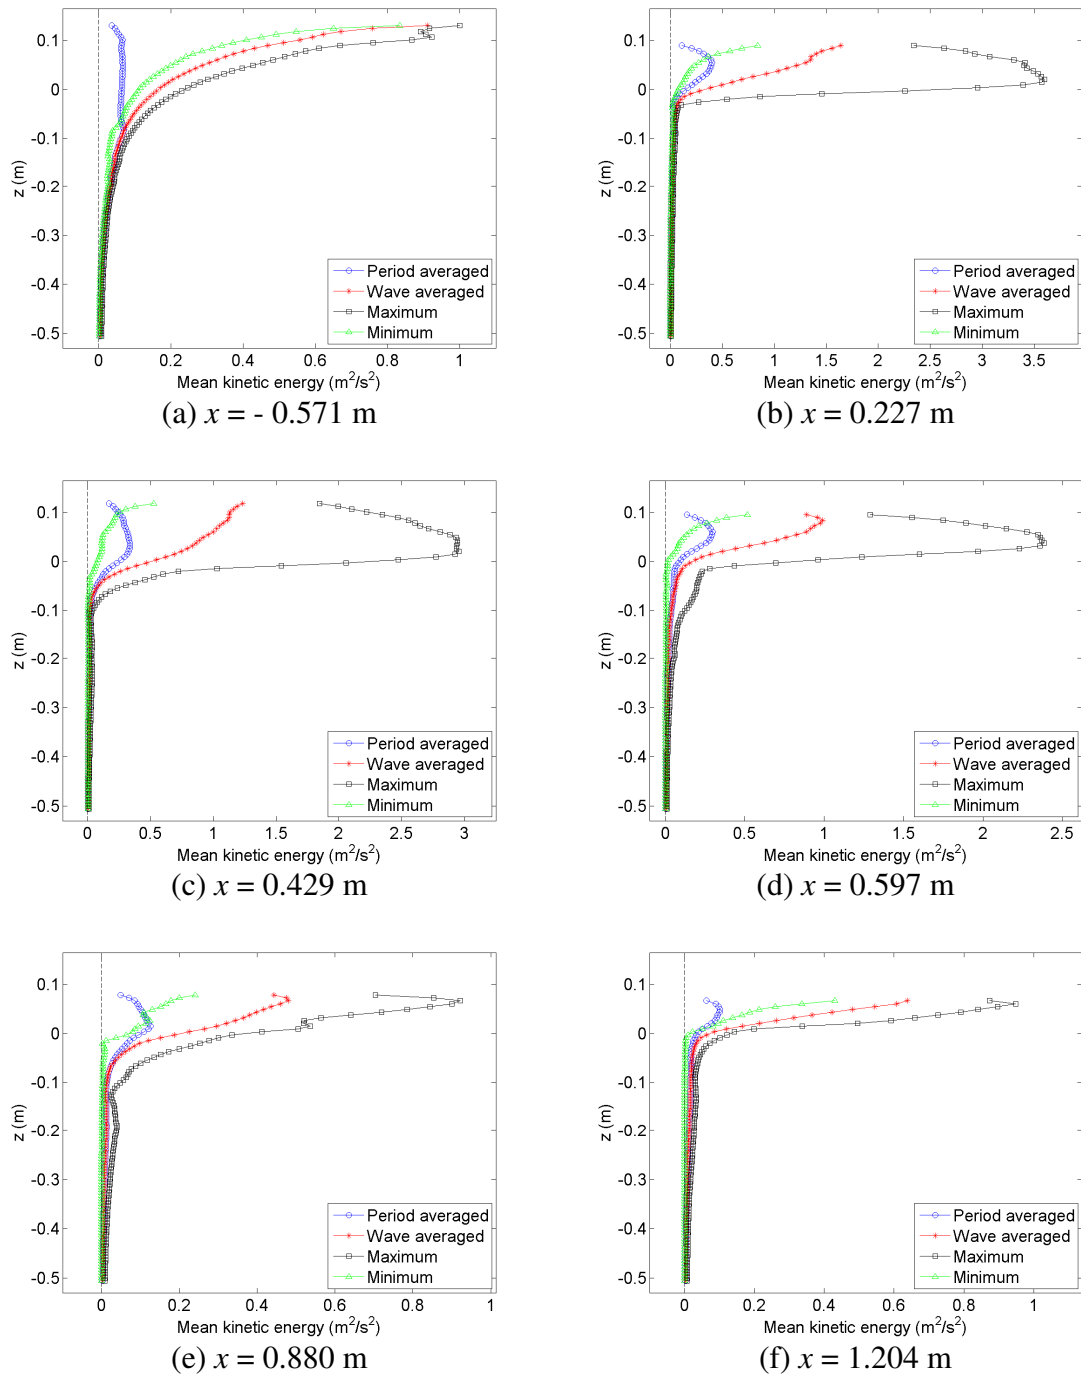 0.1
0
-0.1
-0.2
-0.3
-0.4
-0.5
z (m)
Period averaged
Wave averaged
Maximum
Minimum
0 0.2 0.4 0.6 0.8 1
Mean kinetic energy (m²/s²)
(a) x = - 0.571 m
0.1
0
-0.1
-0.2
-0.3
-0.4
-0.5
z (m)
Period averaged
Wave averaged
Maximum
Minimum
0 0.5 1 1.5 2 2.5 3 3.5
Mean kinetic energy (m²/s²)
(b) x = 0.227 m
0.1
0
-0.1
-0.2
-0.3
-0.4
-0.5
z (m)
Period averaged
Wave averaged
Maximum
Minimum
0 0.5 1 1.5 2 2.5 3
Mean kinetic energy (m²/s²)
(c) x = 0.429 m
0.1
0
-0.1
-0.2
-0.3
-0.4
-0.5
z (m)
Period averaged
Wave averaged
Maximum
Minimum
0 0.5 1 1.5 2 2.5
Mean kinetic energy (m²/s²)
(d) x = 0.597 m
0.1
0
-0.1
-0.2
-0.3
-0.4
-0.5
z (m)
Period averaged
Wave averaged
Maximum
Minimum
0 0.2 0.4 0.6 0.8 1
Mean kinetic energy (m²/s²)
(e) x = 0.880 m
0.1
0
-0.1
-0.2
-0.3
-0.4
-0.5
z (m)
Period averaged
Wave averaged
Maximum
Minimum
0 0.2 0.4 0.6 0.8 1
Mean kinetic energy (m²/s²)
(f) x = 1.204 m